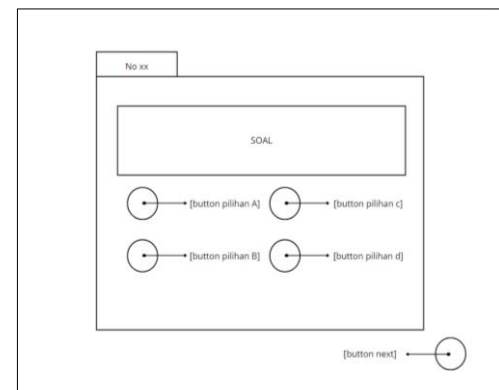 No xx
SOAL
[button pilihan A]
[button pilihan c]
[button pilihan B]
[button pilihan d]
[button next]